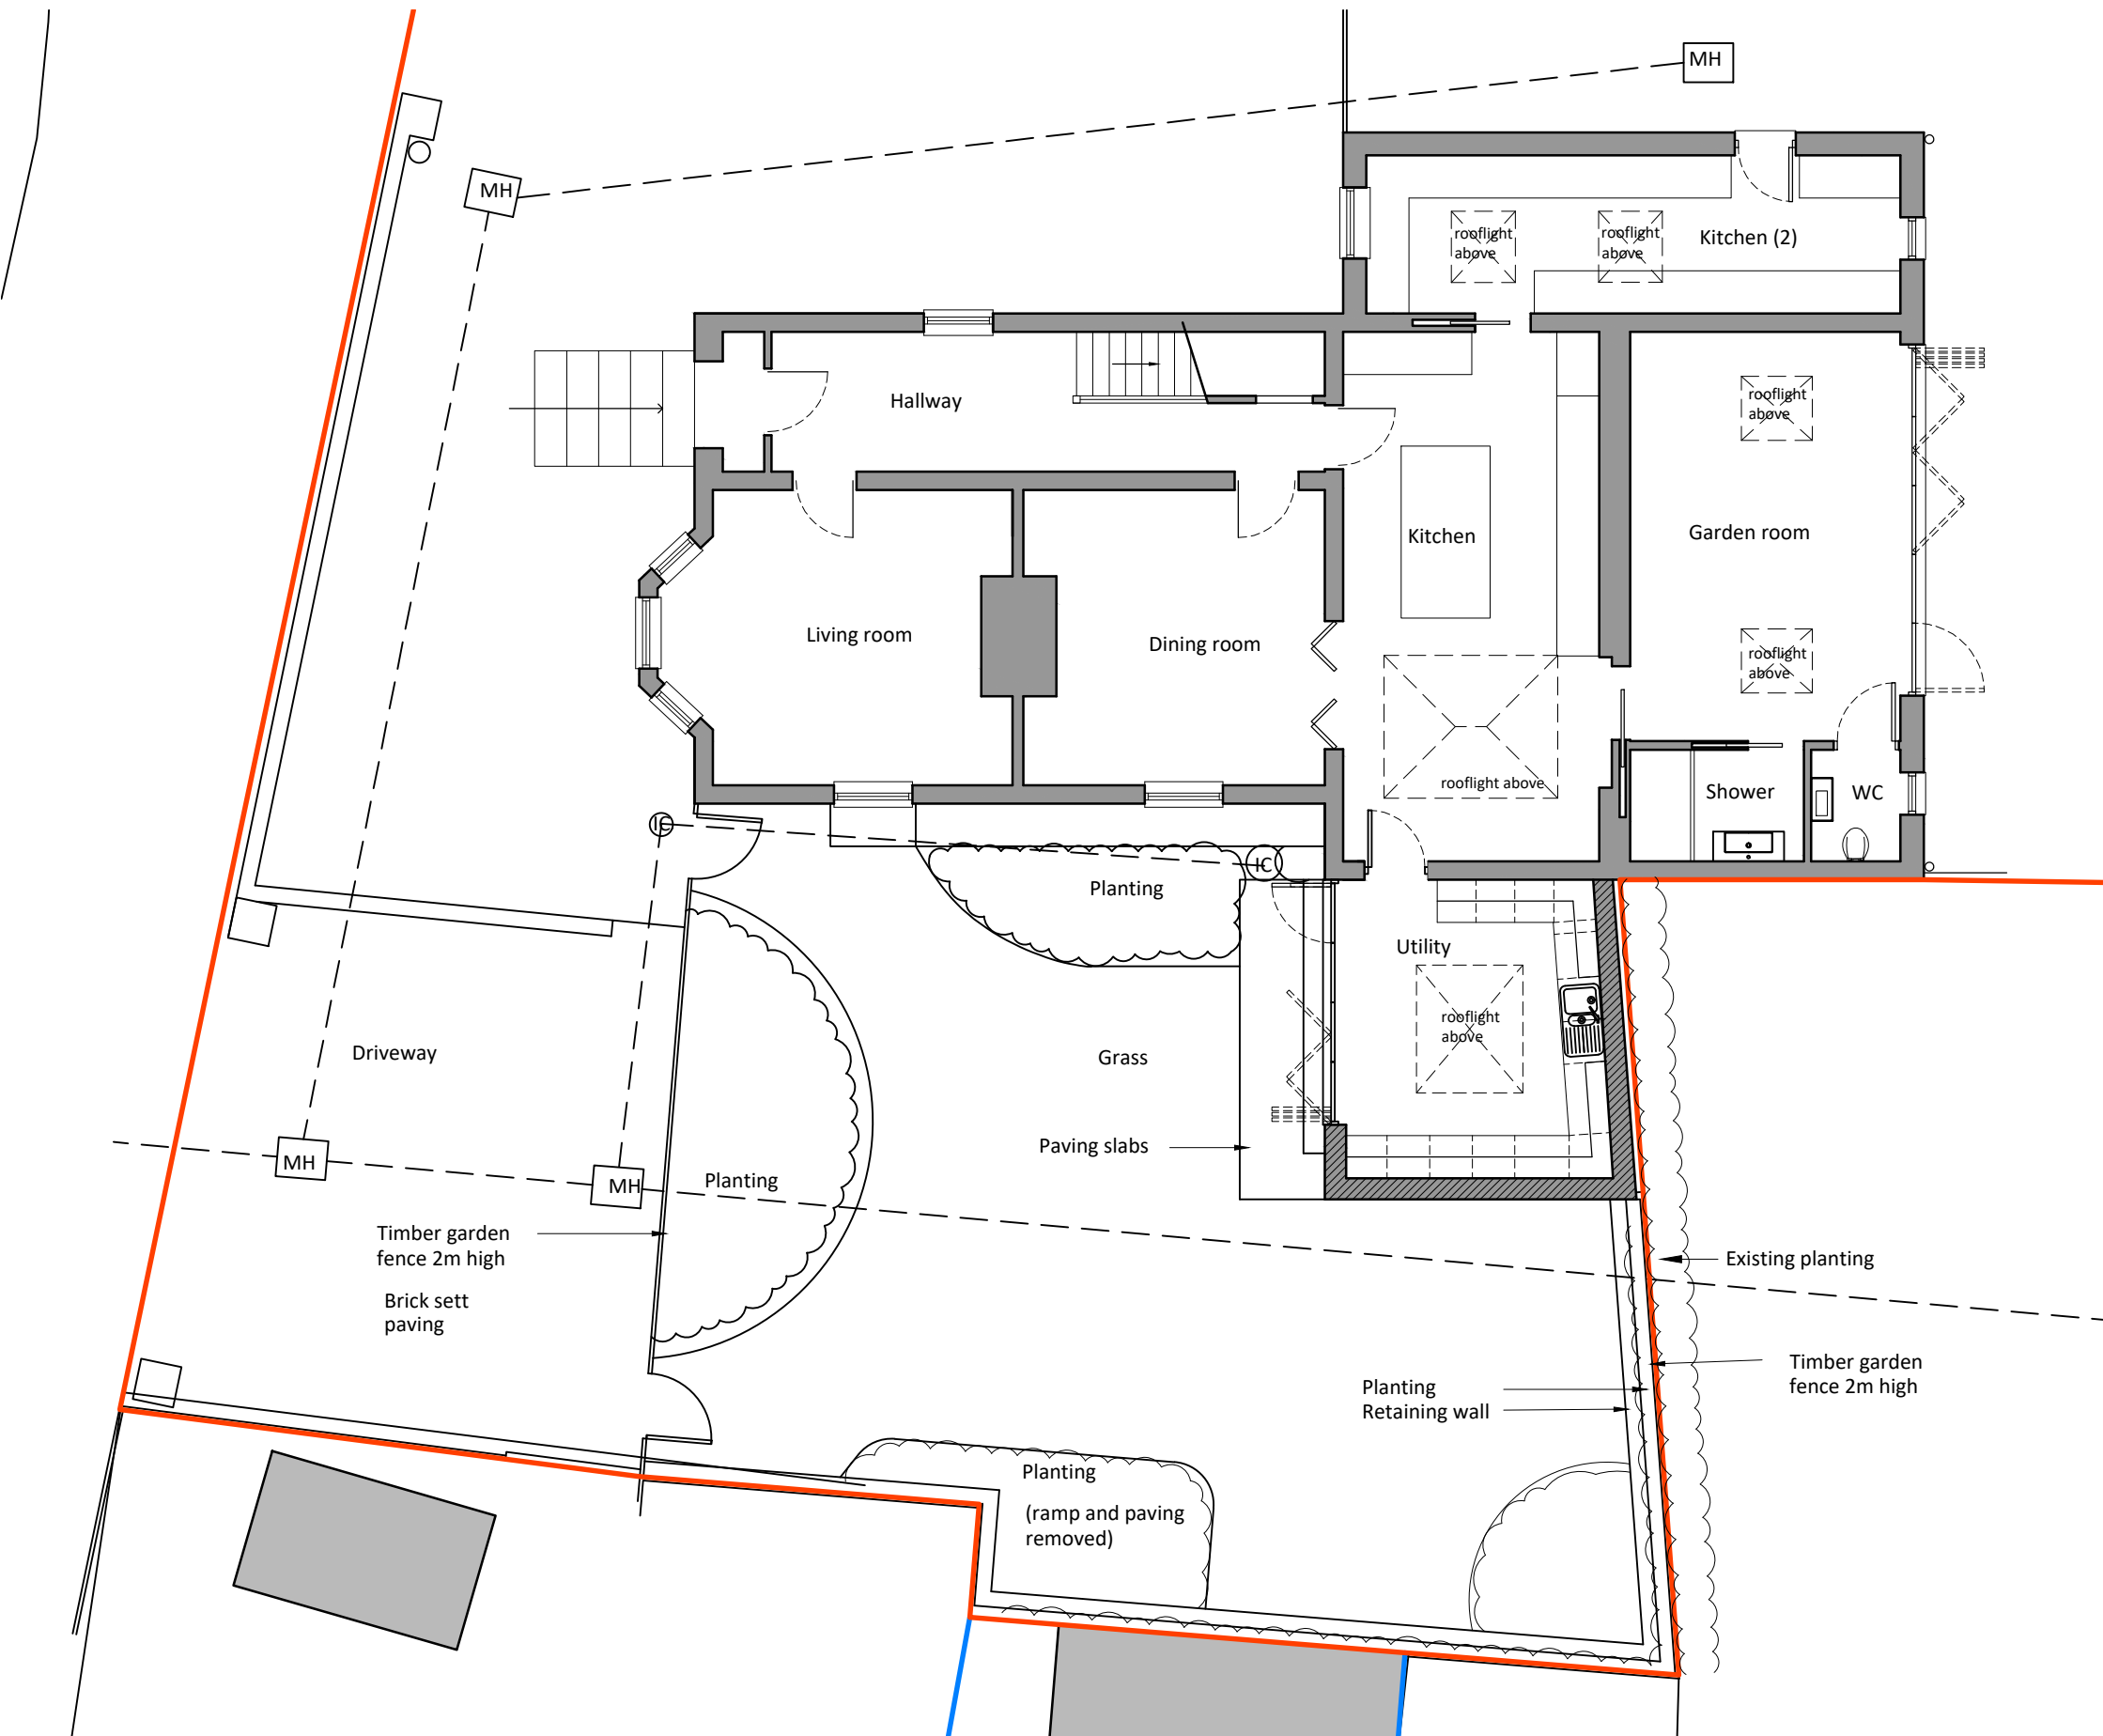 MH
MH
rooflight
above
rooflight
above
Kitchen (2)
Hallway
rooflight
above
Kitchen
Garden room
Living room
Dining room
rooflight
above
rooflight above
Shower
WC
IC
IC
Planting
Utility
rooflight
above
Driveway
Grass
Paving slabs
MH
MH
Planting
Timber garden
fence 2m high
Existing planting
Brick sett
paving
Timber garden
fence 2m high
Planting
Retaining wall
Planting
(ramp and paving
removed)